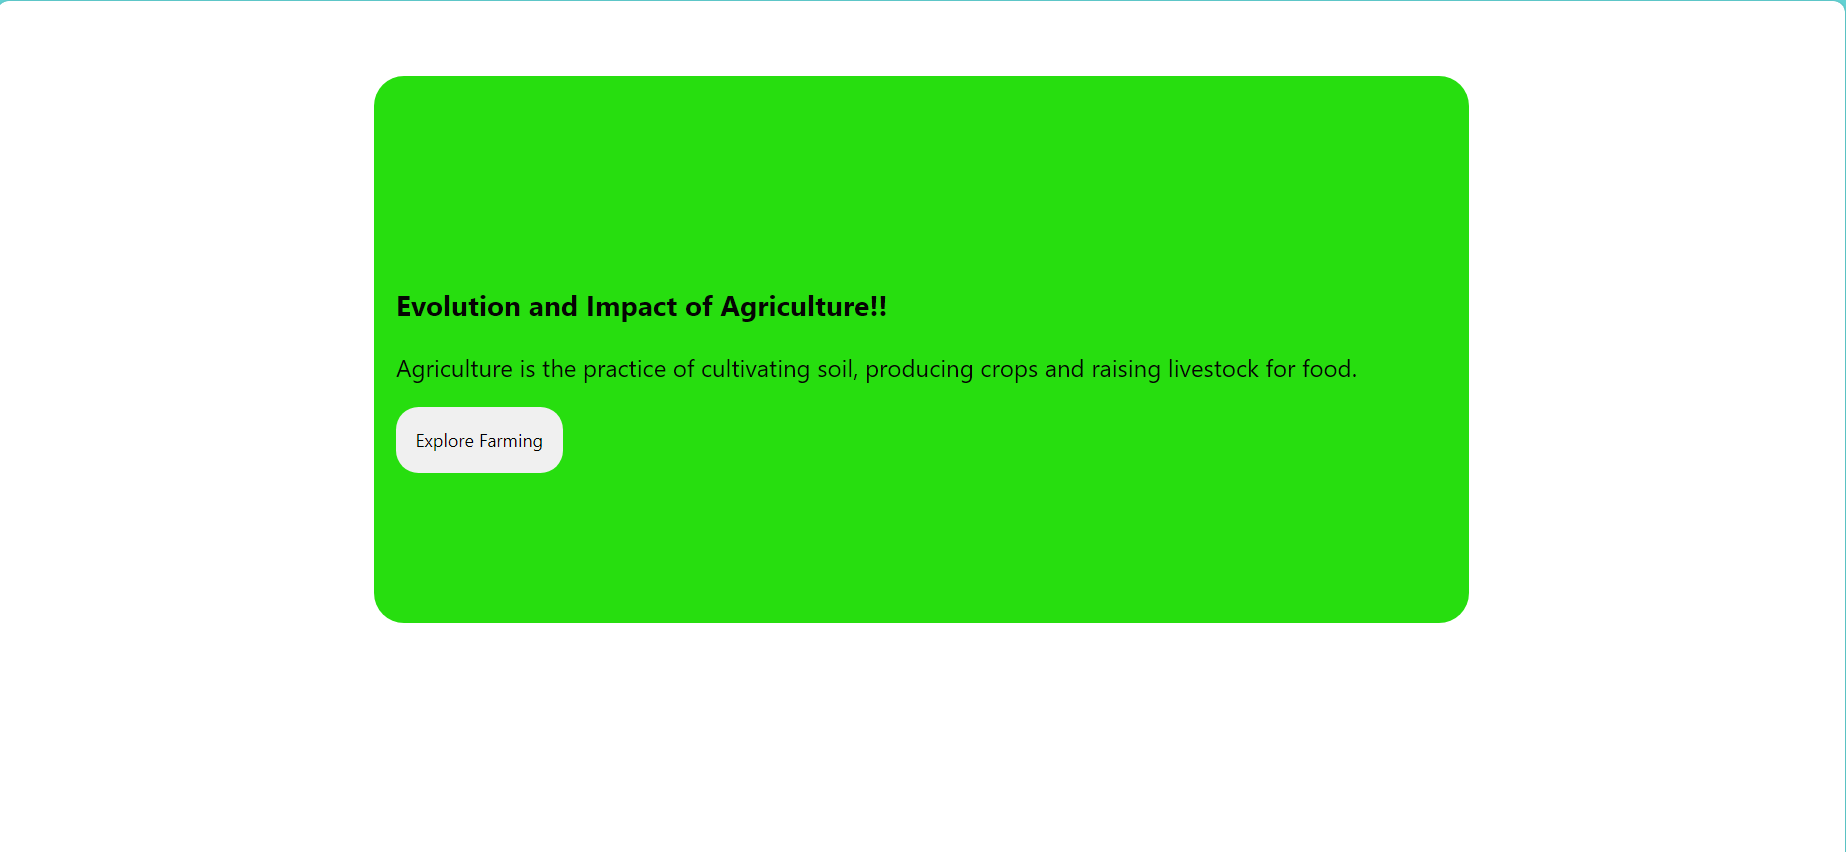 Evolution and Impact of Agriculture!!
Agriculture is the practice of cultivating soil, producing crops and raising livestock for food.
Explore Farming